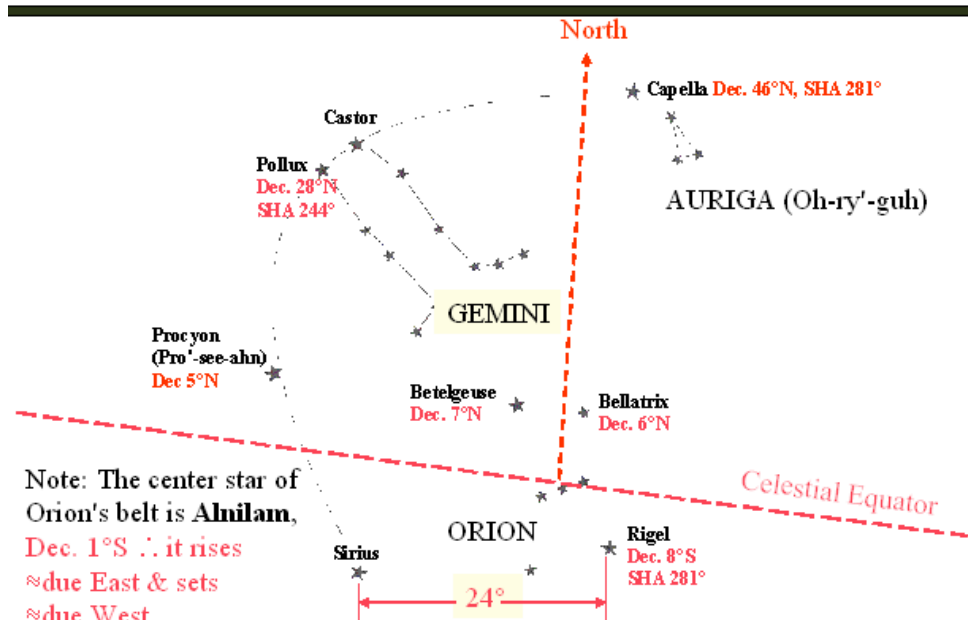 North
Capella Dec. 46°N, SHA 281°
Castor
Pollux
Dec. 28°N
SHA 244°
AURIGA (Oh-ry'-guh)
GEMINI
Procyon
(Pro'-see-ahn)
Dec 5°N
Betelgeuse
Dec. 7°N
Bellatrix
Dec. 6°N
Celestial Equator
Note: The center star of
Orion's belt is Alnilam,
Dec. 1°S ∴ it rises
≈due East & sets
≈due West
ORION
Sirius
Rigel
Dec. 8°S
SHA 281°
24°